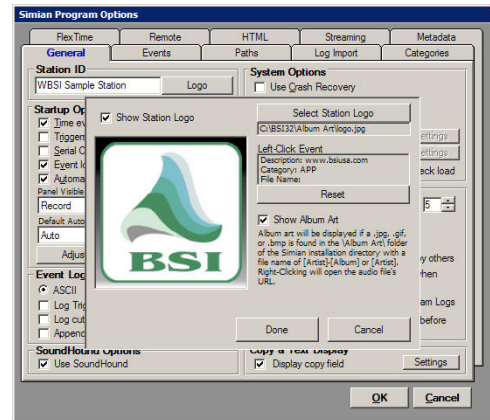 Simian Program Options
FlexTime Remote HTML Streaming Metadata
General Events Paths Log Import Categories
Station ID
WBSI Sample Station Logo
System Options
Use Crash Recovery
Startup Op
Time ev
Triggers
Serial C
Event lo
Automa
Panel Visible
Record
Default Auto
Auto
Adjus
Event Log
ASCII
Log Trig
Log cut
Append
SoundHound Options
Use SoundHound
Show Station Logo
BSI
Select Station Logo
C:\BSI32\Album Art\logo.jpg
Left-Click Event
Description: www.bsiusa.com
Category: APP
File Name:
Reset
Show Album Art
Album art will be displayed if a .jpg, .gif,
or .bmp is found in the \Album Art\ folder
of the Simian installation directory with a
file name of [Artist]-[Album] or [Artist].
Right-Clicking will open the audio file's
URL.
Done Cancel
ettings
ettings
eck load
5
by others
hen
am Logs
before
Copy & Text Display
Display copy field Settings
OK Cancel